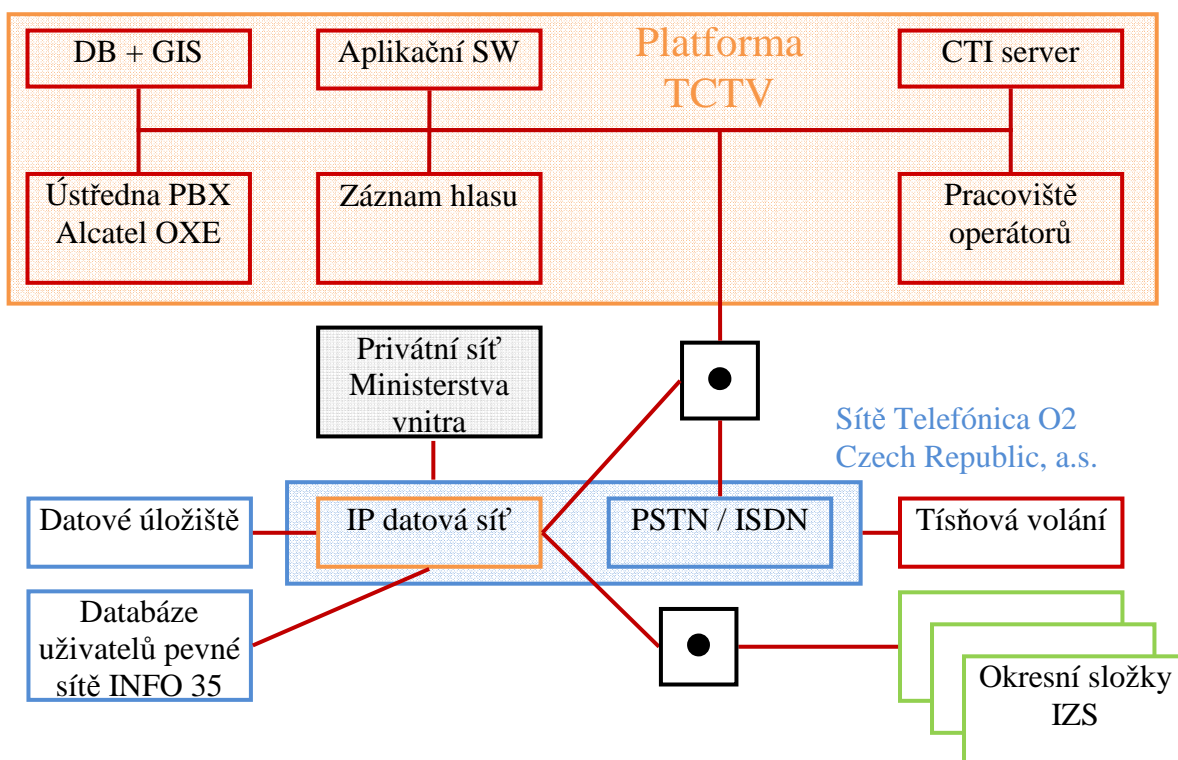 DB + GIS
Aplikační SW
Platforma
TCTV
CTI server
Ústředna PBX
Alcatel OXE
Záznam hlasu
Pracoviště
operátorů
Privátní síť
Ministerstva
vnitra
Sítě Telefónica O2
Czech Republic, a.s.
Datové úložiště
IP datová síť
PSTN / ISDN
Tísňová volání
Databáze
uživatelů pevné
sítě INFO 35
Okresní složky
IZS